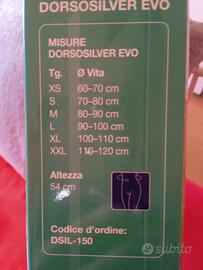 DORSOSILVER EVO
MISURE
DORSOSILVER EVO
Tg. Ø Vita
XS 60–70 cm
S 70–80 cm
M 80–90 cm
L 90–100 cm
XL 100–110 cm
XXL 110–120 cm
Altezza
54 cm
Codice d'ordine:
DSIL-150
subito